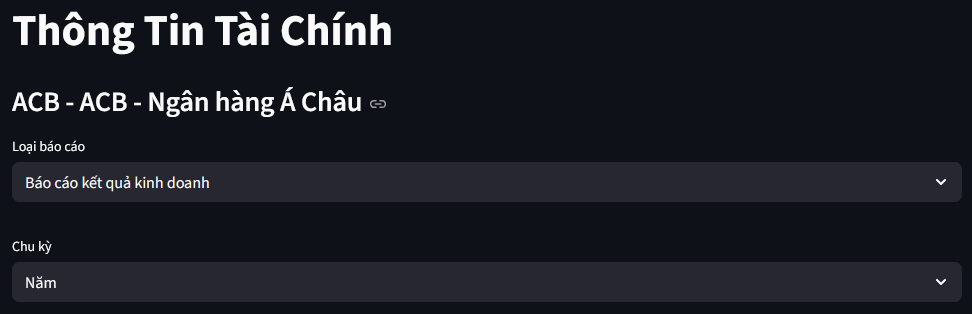 Thông Tin Tài Chính
ACB - ACB - Ngân hàng Á Châu
Loại báo cáo
Báo cáo kết quả kinh doanh
Chu kỳ
Năm